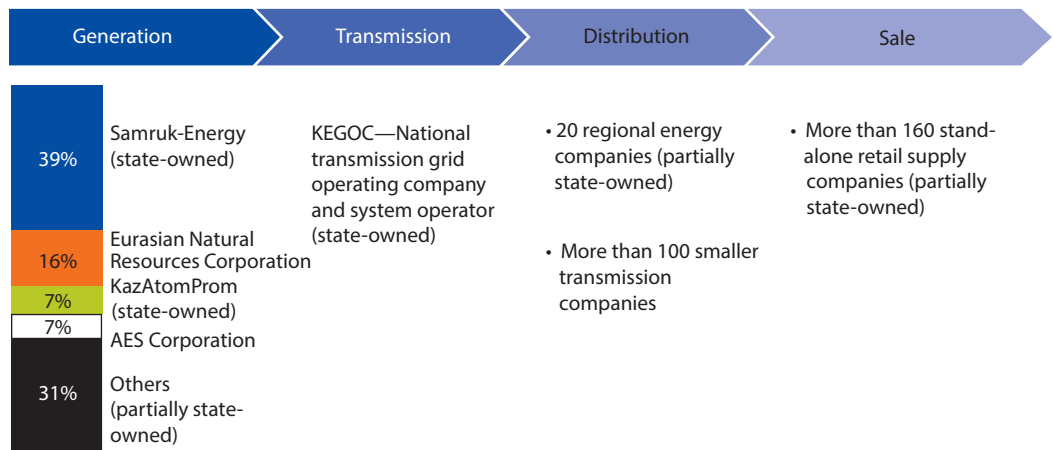 Generation
Transmission
Distribution
Sale
39%
Samruk-Energy
(state-owned)
16%
Eurasian Natural
Resources Corporation
7%
KazAtomProm
(state-owned)
7%
AES Corporation
31%
Others
(partially state-
owned)
KEGOC—National
transmission grid
operating company
and system operator
(state-owned)
• 20 regional energy
companies (partially
state-owned)
• More than 100 smaller
transmission
companies
• More than 160 stand-
alone retail supply
companies (partially
state-owned)